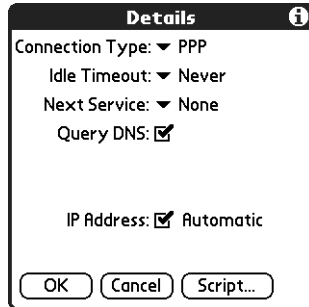 Details
Connection Type: PPP
Idle Timeout: Never
Next Service: None
Query DNS:
IP Address: Automatic
OK Cancel Script...